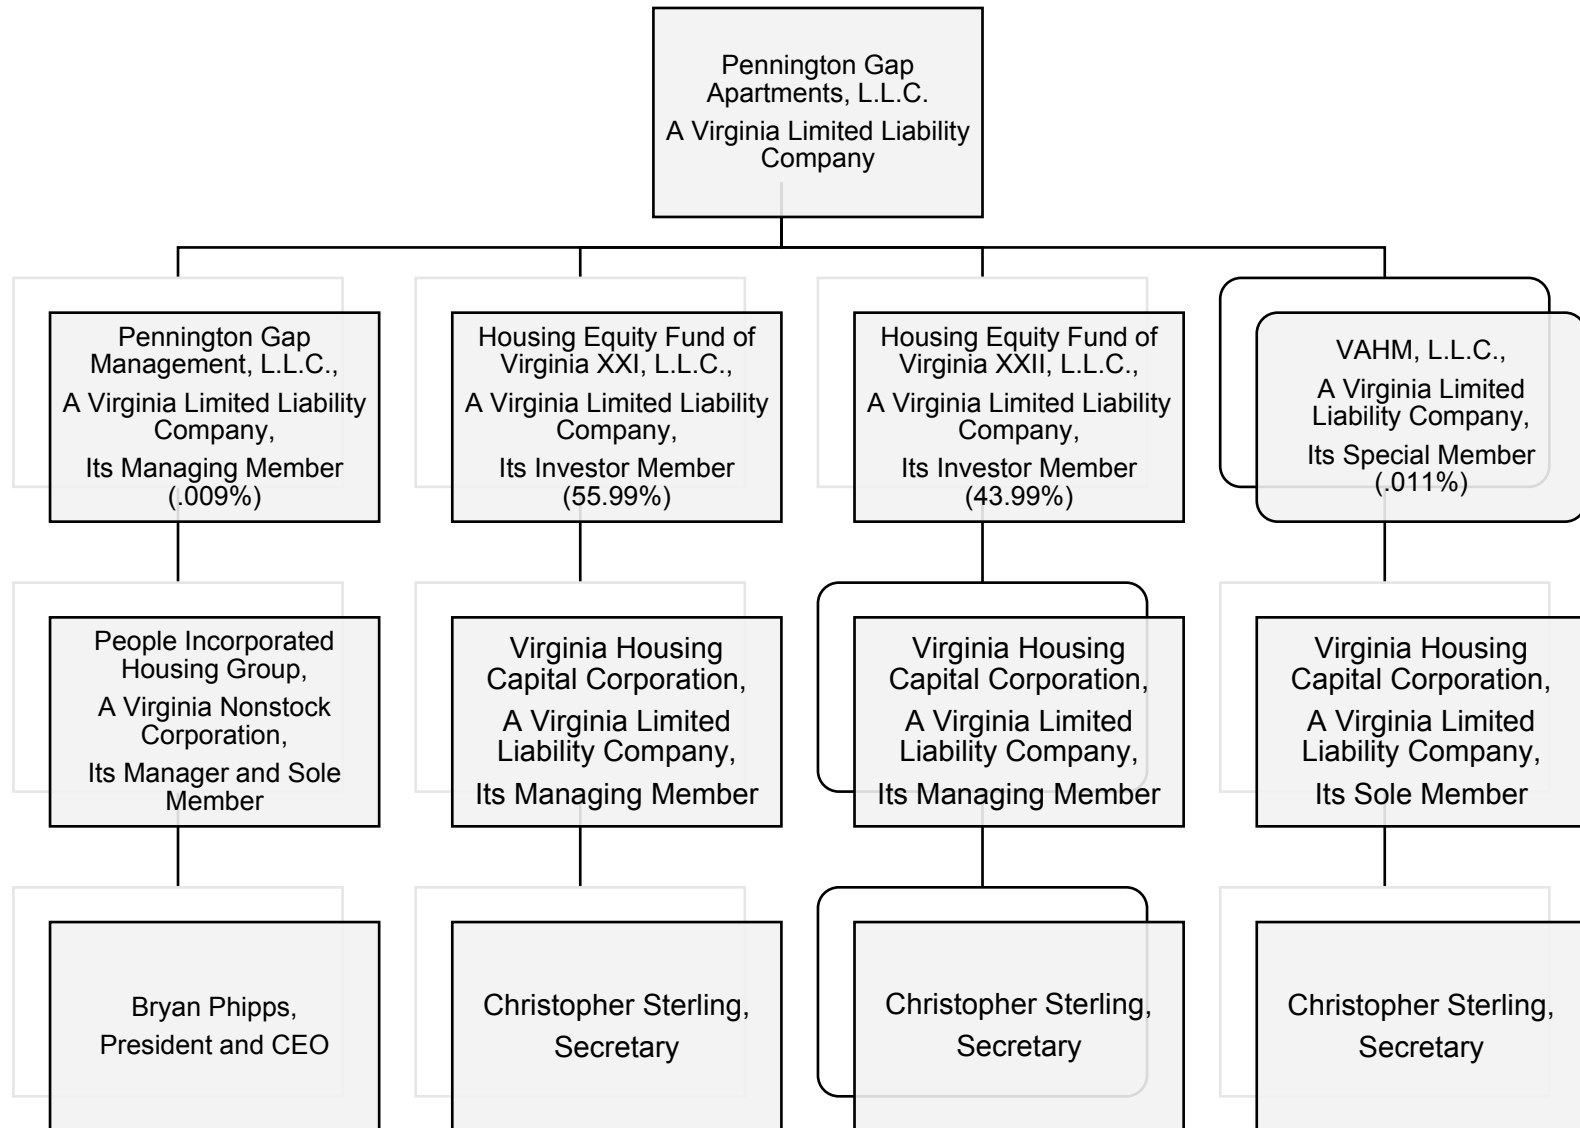 Pennington Gap
Apartments, L.L.C.
A Virginia Limited Liability
Company
Pennington Gap
Management, L.L.C.,
A Virginia Limited Liability
Company,
Its Managing Member
(.009%)
Housing Equity Fund of
Virginia XXI, L.L.C.,
A Virginia Limited Liability
Company,
Its Investor Member
(55.99%)
Housing Equity Fund of
Virginia XXII, L.L.C.,
A Virginia Limited Liability
Company,
Its Investor Member
(43.99%)
VAHM, L.L.C.,
A Virginia Limited
Liability Company,
Its Special Member
(.011%)
People Incorporated
Housing Group,
A Virginia Nonstock
Corporation,
Its Manager and Sole
Member
Virginia Housing
Capital Corporation,
A Virginia Limited
Liability Company,
Its Managing Member
Virginia Housing
Capital Corporation,
A Virginia Limited
Liability Company,
Its Managing Member
Virginia Housing
Capital Corporation,
A Virginia Limited
Liability Company,
Its Sole Member
Bryan Phipps,
President and CEO
Christopher Sterling,
Secretary
Christopher Sterling,
Secretary
Christopher Sterling,
Secretary